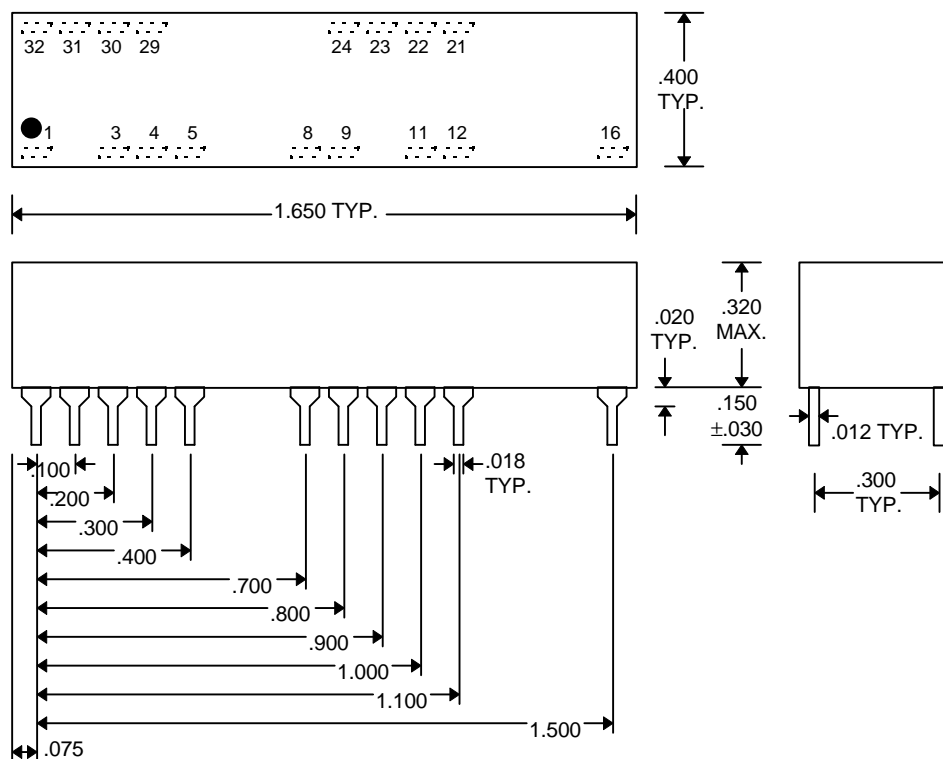 32 31 30 29 24 23 22 21
.400
TYP.
1 3 4 5 8 9 11 12 16
1.650 TYP.
.020
TYP.
.320
MAX.
.150
±.030
.012 TYP.
.300
TYP.
.018
TYP.
.100
.200
.300
.400
.700
.800
.900
1.000
1.100
1.500
.075